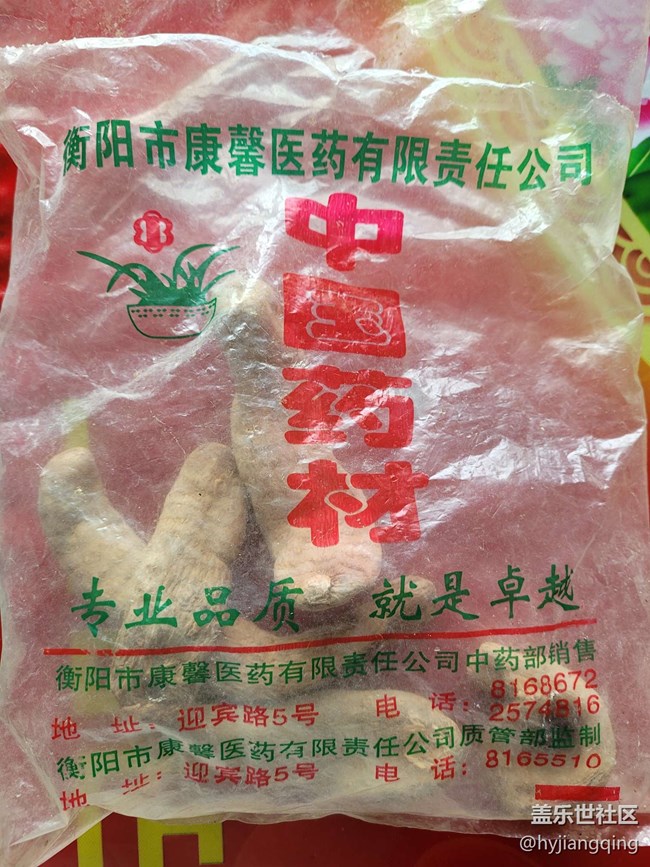 衡阳市康馨医药有限责任公司
中国药材
专业品质 就是卓越
衡阳市康馨医药有限责任公司中药部销售
地 址：迎宾路5号 电 话：8168672
2574816
衡阳市康馨医药有限责任公司质管部监制
地 址：迎宾路5号 电 话：8165510
盖乐世社区
@hyjiangqing